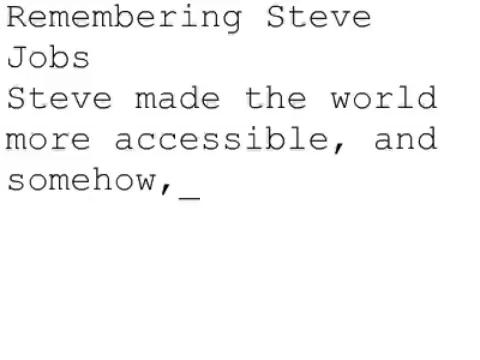 Remembering Steve
Jobs
Steve made the world
more accessible, and
somehow,_